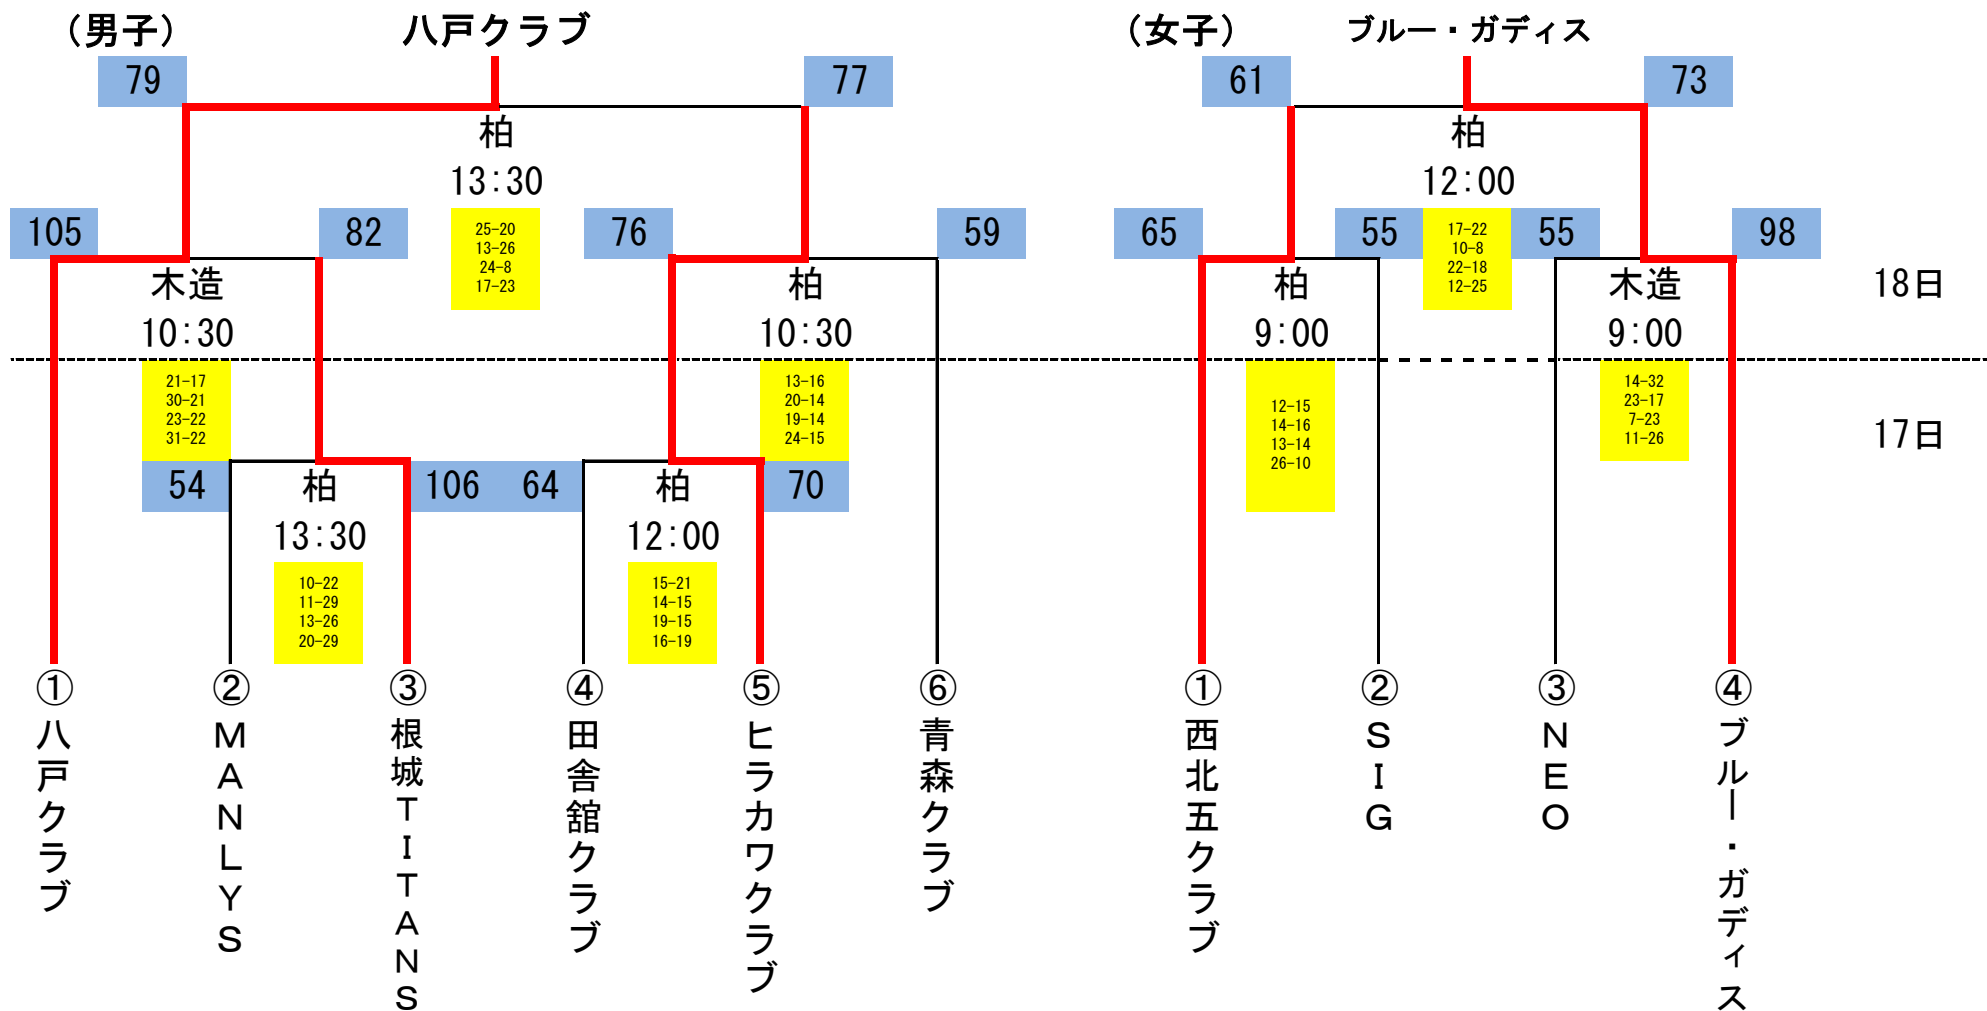 （男子）
八戸クラブ
（女子）
ブルー・ガディス
79
77
61
73
柏
13:30
柏
12:00
105
82
25-20
13-26
24-8
17-23
76
59
65
55
17-22
10-8
22-18
12-25
55
98
木造
10:30
柏
10:30
柏
9:00
木造
9:00
18日
21-17
30-21
23-22
31-22
13-16
20-14
19-14
24-15
12-15
14-16
13-14
26-10
14-32
23-17
7-23
11-26
17日
54
柏
13:30
106
64
柏
12:00
70
10-22
11-29
13-26
20-29
15-21
14-15
19-15
16-19
①八戸クラブ
②ＭＡＮＬＹＳ
③根城ＴＩＴＡＮＳ
④田舎舘クラブ
⑤ヒラカワクラブ
⑥青森クラブ
①西北五クラブ
②ＳＩＧ
③ＮＥＯ
④ブルー・ガディス